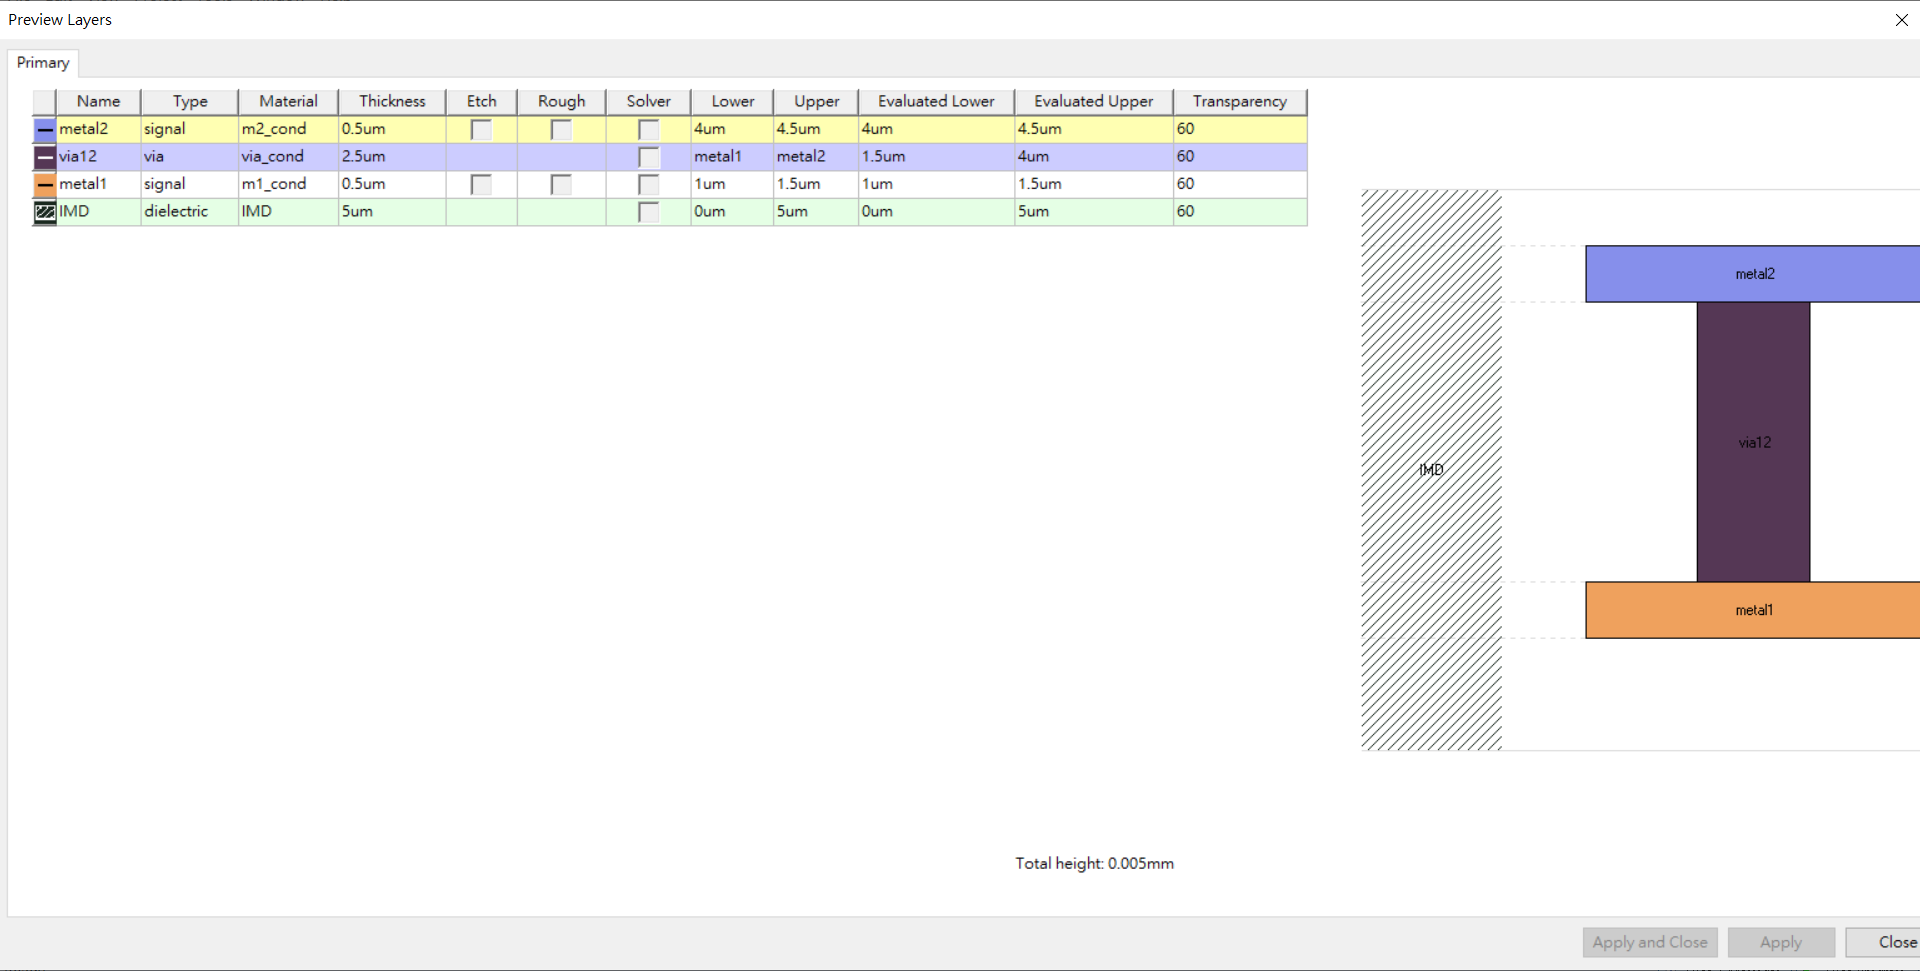 Preview Layers
Primary
Name Type Material Thickness Etch Rough Solver Lower Upper Evaluated Lower Evaluated Upper Transparency
metal2 signal m2_cond 0.5um 4um 4.5um 4um 4.5um 60
via12 via via_cond 2.5um metal1 metal2 1.5um 4um 60
metal1 signal m1_cond 0.5um 1um 1.5um 1um 1.5um 60
IMD dielectric IMD 5um 0um 5um 0um 5um 60
metal2
via12
IMD
metal1
Total height: 0.005mm
Apply and Close Apply Close